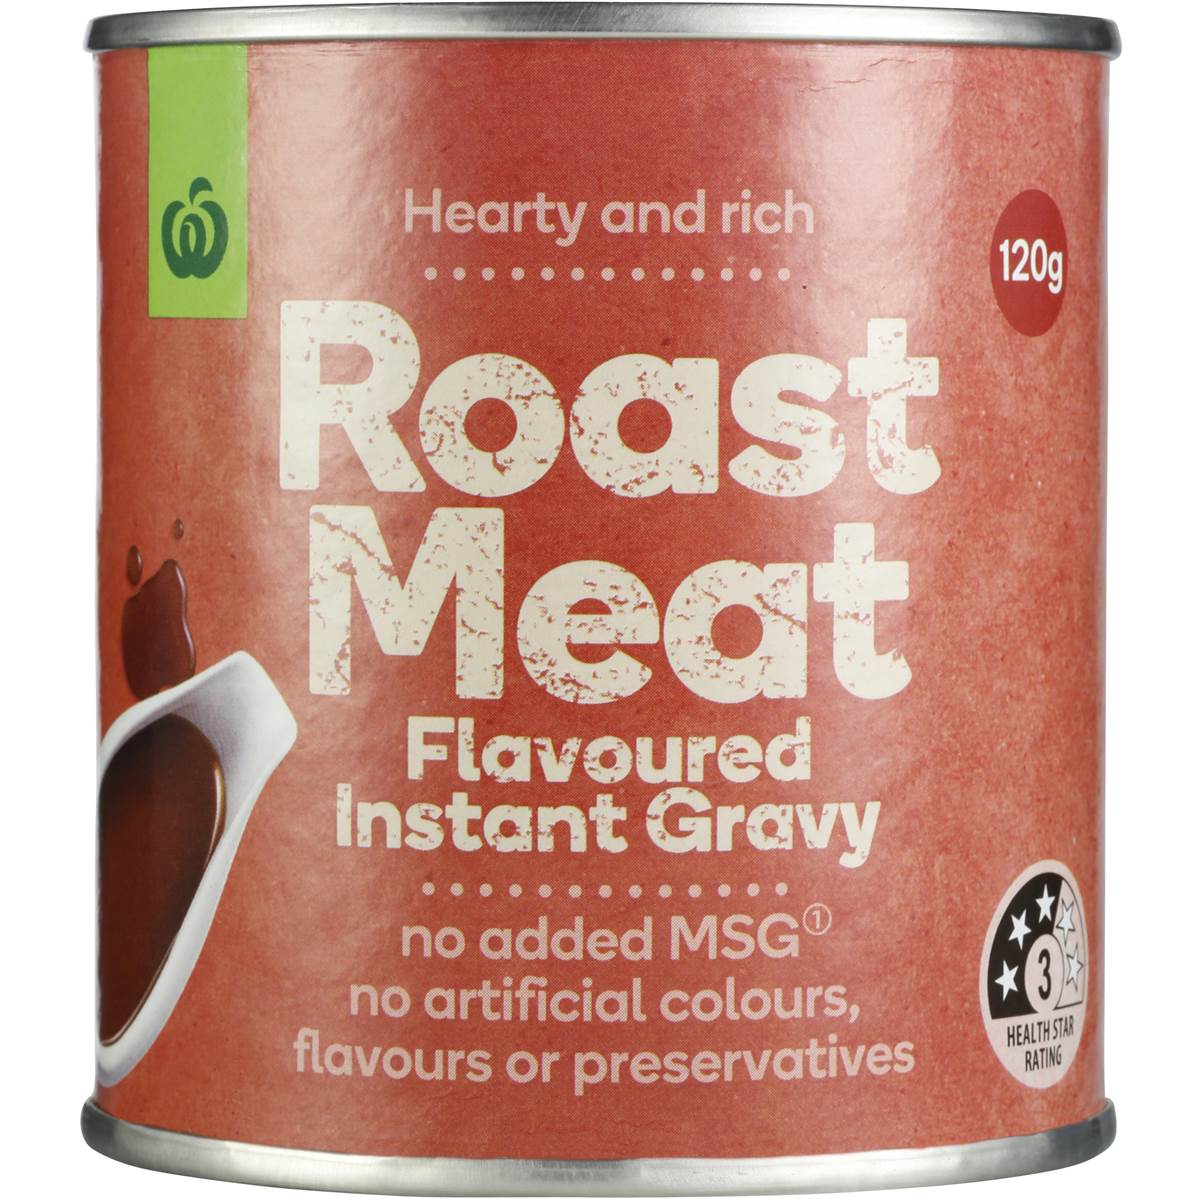 Hearty and rich
120g
Roast
Meat
Flavoured
Instant Gravy
no added MSG①
no artificial colours,
flavours or preservatives
3
HEALTH STAR
RATING